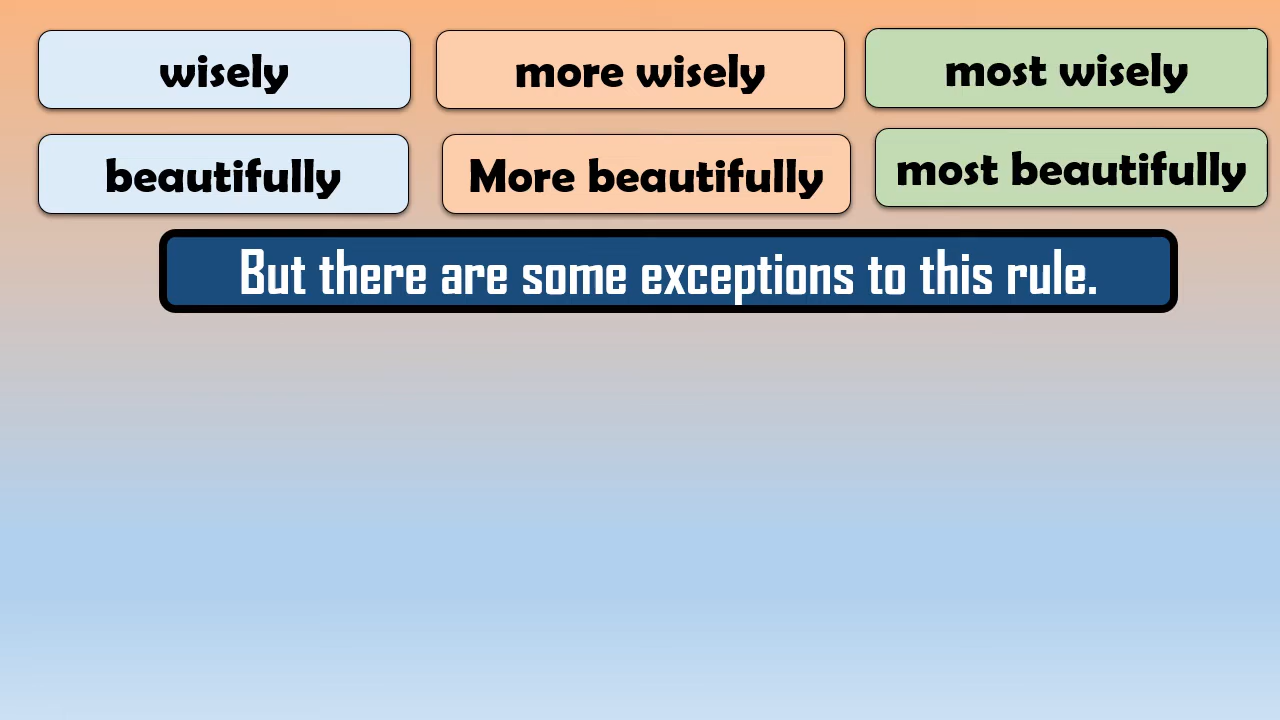 wisely more wisely most wisely
beautifully More beautifully most beautifully
But there are some exceptions to this rule.